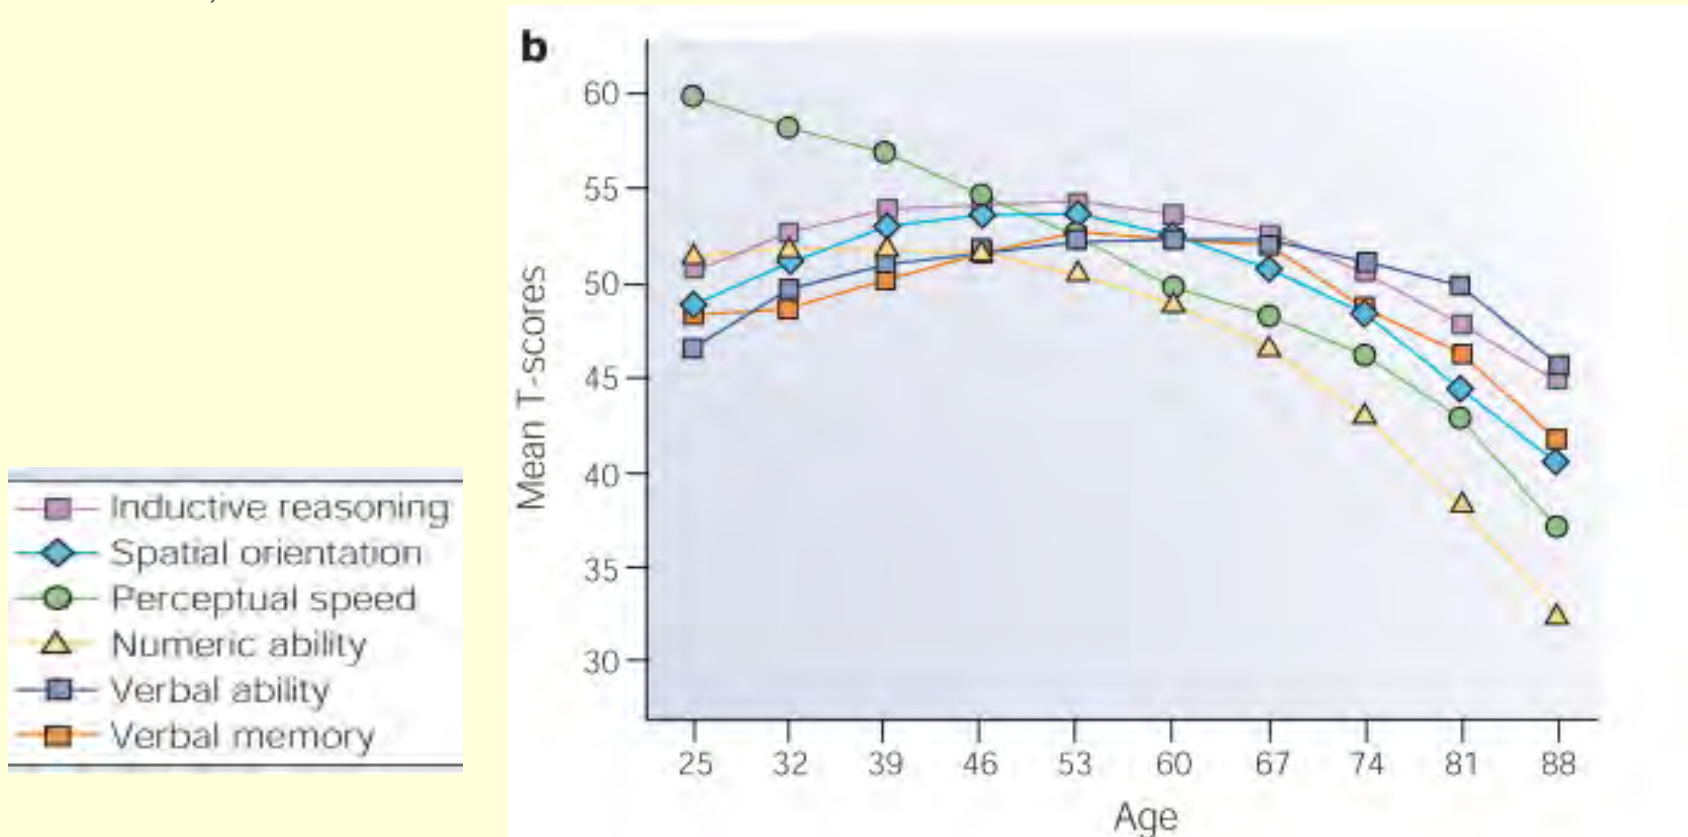 b
60
55
50
45
40
35
30
Mean T-scores
25 32 39 46 53 60 67 74 81 88
Age
Inductive reasoning
Spatial orientation
Perceptual speed
Numeric ability
Verbal ability
Verbal memory